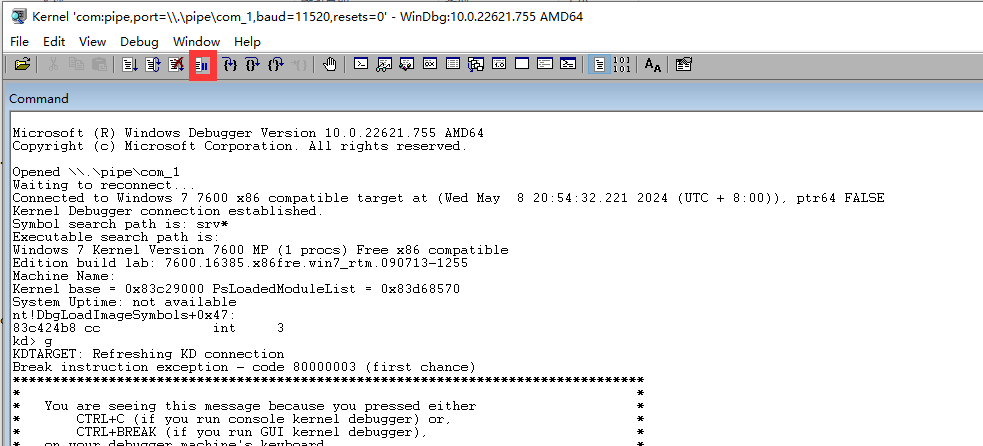 Kernel 'com:pipe,port=\\.\pipe\com_1,baud=11520,resets=0' - WinDbg:10.0.22621.755 AMD64
File Edit View Debug Window Help
Command
Microsoft (R) Windows Debugger Version 10.0.22621.755 AMD64
Copyright (c) Microsoft Corporation. All rights reserved.
Opened \\.\pipe\com_1
Waiting to reconnect...
Connected to Windows 7 7600 x86 compatible target at (Wed May  8 20:54:32.221 2024 (UTC + 8:00)), ptr64 FALSE
Kernel Debugger connection established.
Symbol search path is: srv*
Executable search path is:
Windows 7 Kernel Version 7600 MP (1 procs) Free x86 compatible
Edition build lab: 7600.16385.x86fre.win7_rtm.090713-1255
Machine Name:
Kernel base = 0x83c29000 PsLoadedModuleList = 0x83d68570
System Uptime: not available
nt!DbgLoadImageSymbols+0x47:
83c424b8 cc              int     3
kd> g
KDTARGET: Refreshing KD connection
Break instruction exception - code 80000003 (first chance)
*******************************************************************************
*                                                                             *
*   You are seeing this message because you pressed either                    *
*       CTRL+C (if you run console kernel debugger) or,                       *
*       CTRL+BREAK (if you run GUI kernel debugger),                          *
*   on your debugger machine's keyboard.                                      *